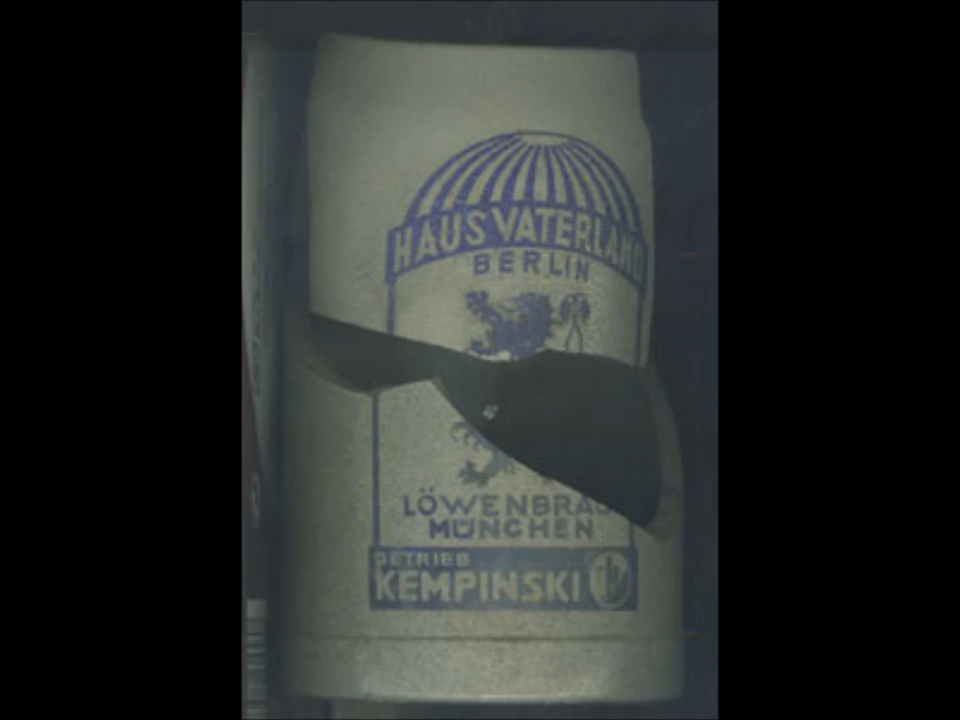 HAUS VATERLAND
BERLIN
LÖWENBRÄU
MÜNCHEN
BETRIEB
KEMPINSKI